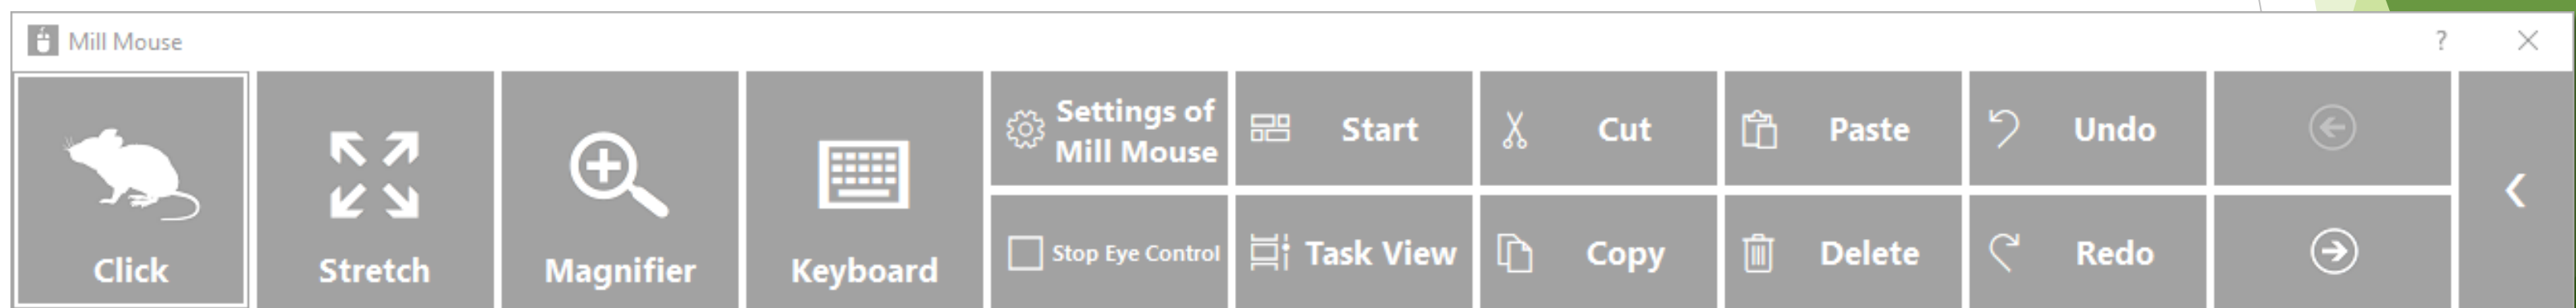 Mill Mouse
?
Click
Stretch
Magnifier
Keyboard
Settings of
Mill Mouse
Stop Eye Control
Start
Task View
Cut
Copy
Paste
Delete
Undo
Redo